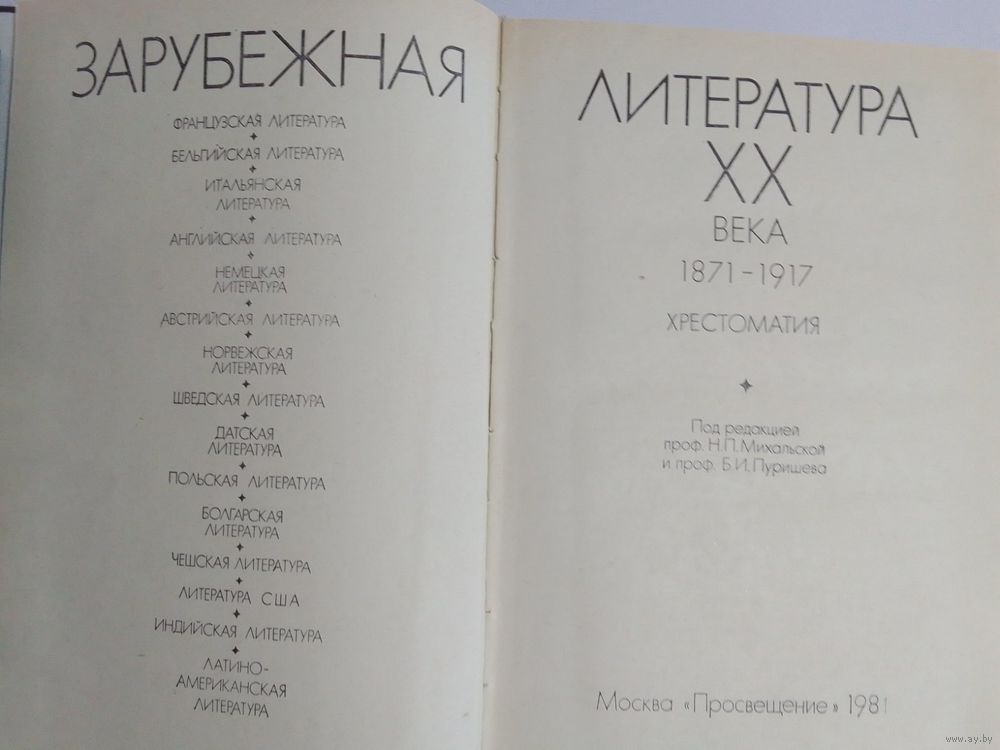 ЗАРУБЕЖНАЯ
ФРАНЦУЗСКАЯ ЛИТЕРАТУРА
БЕЛЬГИЙСКАЯ ЛИТЕРАТУРА
ИТАЛЬЯНСКАЯ
ЛИТЕРАТУРА
АНГЛИЙСКАЯ ЛИТЕРАТУРА
НЕМЕЦКАЯ
ЛИТЕРАТУРА
АВСТРИЙСКАЯ ЛИТЕРАТУРА
НОРВЕЖСКАЯ
ЛИТЕРАТУРА
ШВЕДСКАЯ ЛИТЕРАТУРА
ДАТСКАЯ
ЛИТЕРАТУРА
ПОЛЬСКАЯ ЛИТЕРАТУРА
БОЛГАРСКАЯ
ЛИТЕРАТУРА
ЧЕШСКАЯ ЛИТЕРАТУРА
ЛИТЕРАТУРА США
ИНДИЙСКАЯ ЛИТЕРАТУРА
ЛАТИНО-
АМЕРИКАНСКАЯ
ЛИТЕРАТУРА
ЛИТЕРАТУРА
XX
ВЕКА
1871-1917
ХРЕСТОМАТИЯ
Под редакцией
проф. Н.П.Михальской
и проф. Б.И.Пуришева
Москва «Просвещение» 1981
www.ay.by